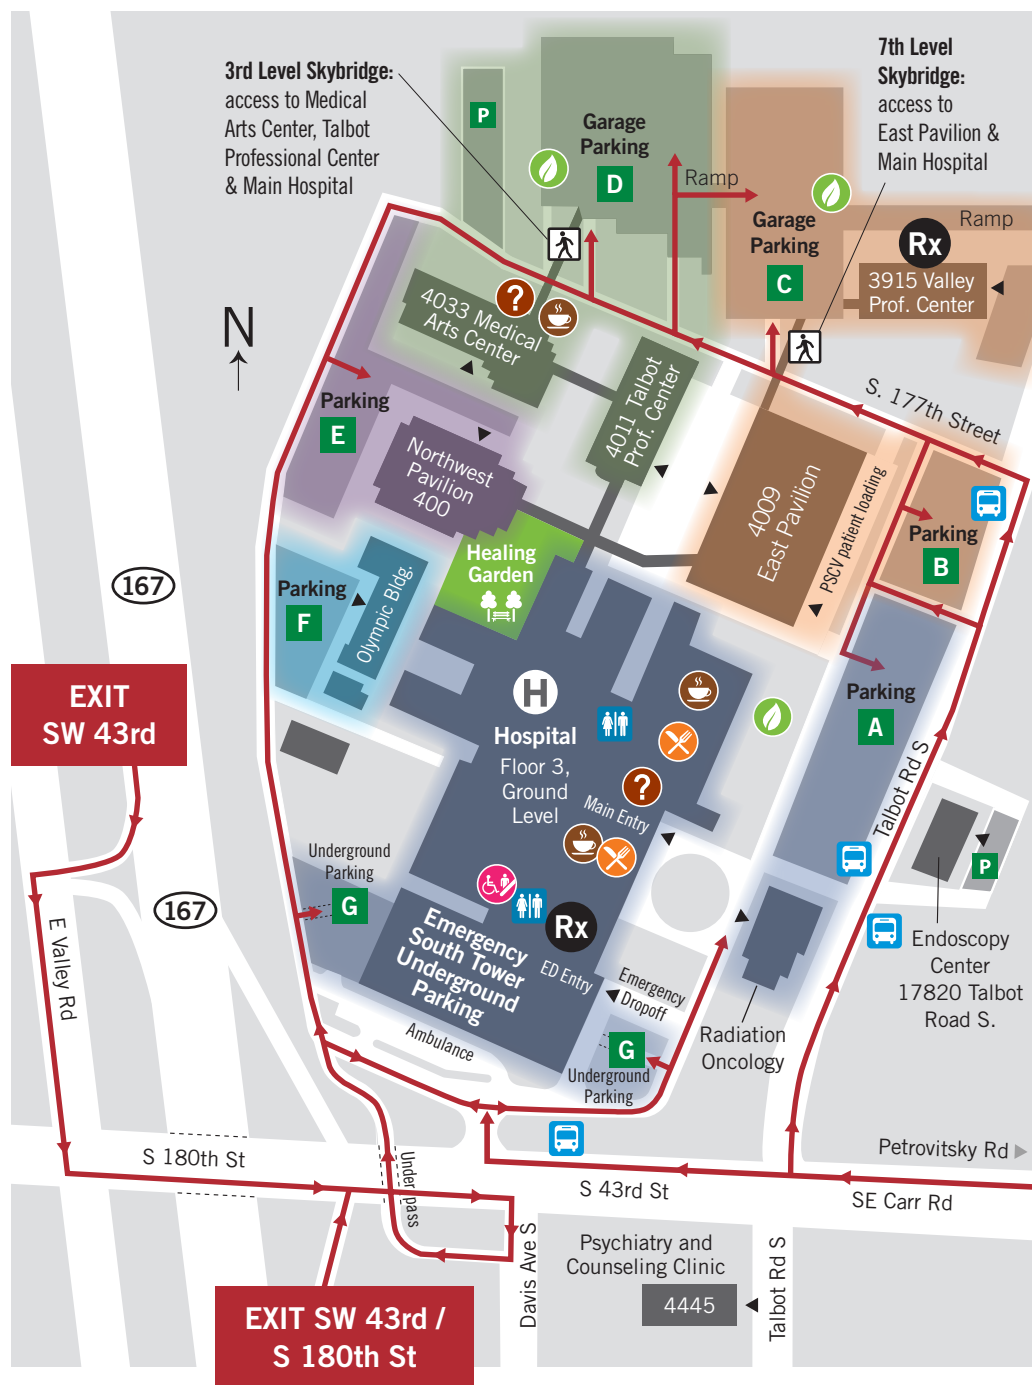 3rd Level Skybridge:
access to Medical
Arts Center, Talbot
Professional Center
& Main Hospital
7th Level
Skybridge:
access to
East Pavilion &
Main Hospital
P
Garage
Parking
D
Ramp
Garage
Parking
C
Ramp
Rx
3915 Valley
Prof. Center
N
?
4033 Medical
Arts Center
4011 Talbot
Prof. Center
S. 177th Street
Parking
E
Northwest
Pavilion
400
4009
East Pavilion
PSCV patient loading
Parking
B
Healing
Garden
Parking
F
Olympic Bldg.
167
EXIT
SW 43rd
H
Hospital
Floor 3,
Ground
Level
Parking
A
?
Main Entry
Talbot Rd S
Underground
Parking
G
P
167
E Valley Rd
Emergency
South Tower
Underground
Parking
Rx
ED Entry
Emergency
Dropoff
Endoscopy
Center
17820 Talbot
Road S.
Ambulance
G
Underground
Parking
Radiation
Oncology
Petrovitsky Rd
S 180th St
Under pass
S 43rd St
SE Carr Rd
Davis Ave S
Psychiatry and
Counseling Clinic
4445
Talbot Rd S
EXIT SW 43rd /
S 180th St